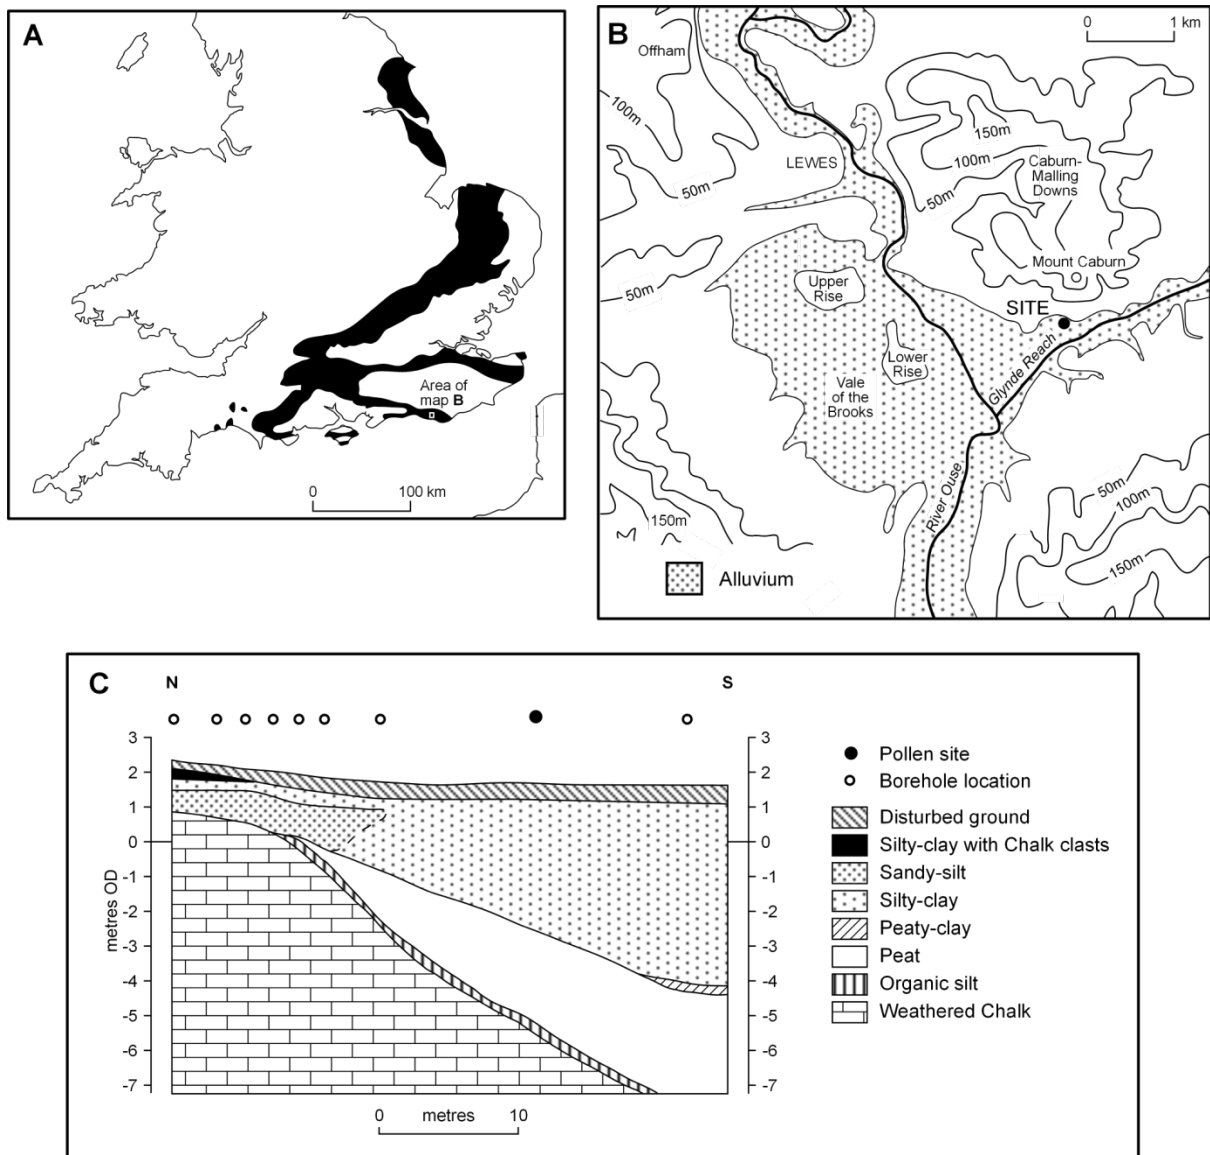 A
Area of
map B
0 100 km
B
0 1 km
Offham
100m
150m
100m
LEWES
Caburn-
Malling
Downs
50m
50m
Mount Caburn
50m
Upper
Rise
SITE
Lower
Rise
Glynde Reach
Vale
of the
Brooks
River Ouse
50m
100m
150m
150m
Alluvium
C
N S
3 3
2 2
1 1
0 0
-1 -1
-2 -2
-3 -3
-4 -4
-5 -5
-6 -6
-7 -7
metres OD
0 metres 10
Pollen site
Borehole location
Disturbed ground
Silty-clay with Chalk clasts
Sandy-silt
Silty-clay
Peaty-clay
Peat
Organic silt
Weathered Chalk